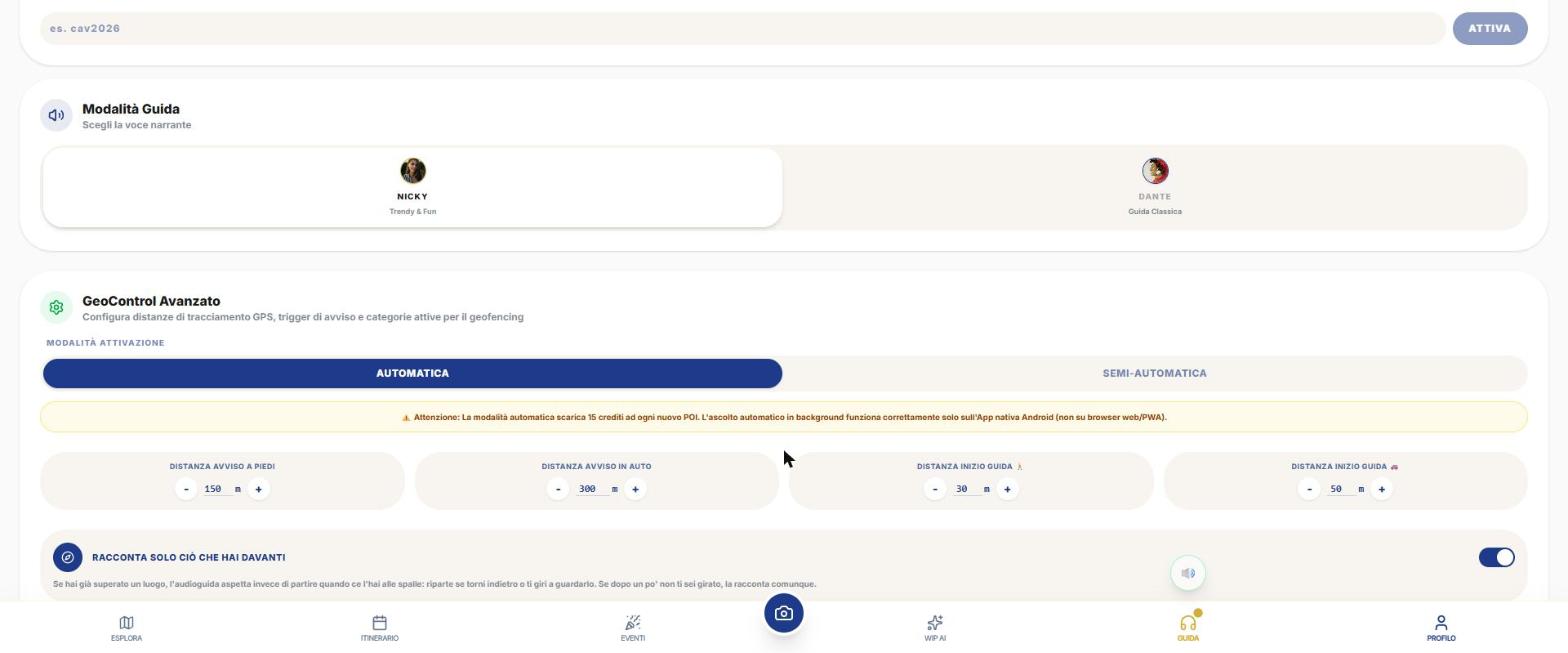 es. cav2026
ATTIVA
Modalità Guida
Scegli la voce narrante
NICKY
Trendy & Fun
DANTE
Guida Classica
GeoControl Avanzato
Configura distanze di tracciamento GPS, trigger di avviso e categorie attive per il geofencing
MODALITÀ ATTIVAZIONE
AUTOMATICA
SEMI-AUTOMATICA
⚠️ Attenzione: La modalità automatica scarica 15 crediti ad ogni nuovo POI. L'ascolto automatico in background funziona correttamente solo sull'App nativa Android (non su browser web/PWA).
DISTANZA AVVISO A PIEDI
- 150 m +
DISTANZA AVVISO IN AUTO
- 300 m +
DISTANZA INIZIO GUIDA 🚶
- 30 m +
DISTANZA INIZIO GUIDA 🚗
- 50 m +
RACCONTA SOLO CIÒ CHE HAI DAVANTI
Se hai già superato un luogo, l'audioguida aspetta invece di partire quando ce l'hai alle spalle: riparte se torni indietro o ti giri a guardarlo. Se dopo un po' non ti sei girato, la racconta comunque.
ESPLORA
ITINERARIO
EVENTI
WIP AI
GUIDA
PROFILO